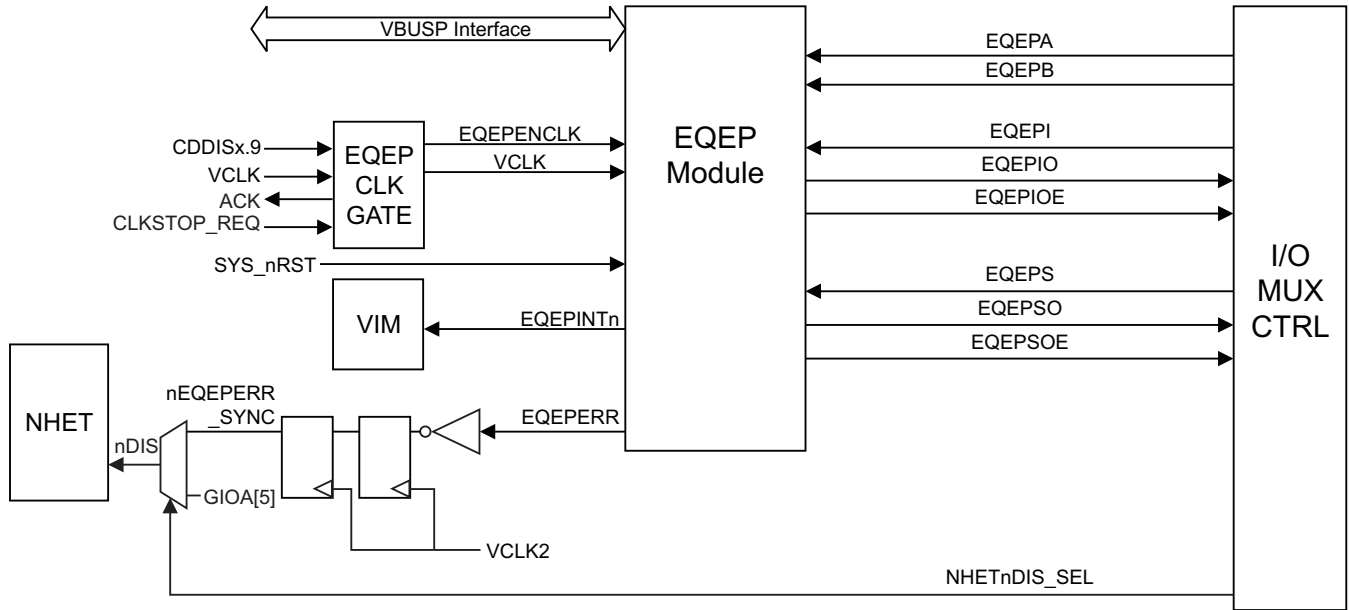 VBUSP Interface
EQEPA
EQEPB
EQEP
Module
EQEPENCLK
VCLK
CDDISx.9
VCLK
ACK
CLKSTOP_REQ
EQEP
CLK
GATE
EQEPI
EQEPIO
EQEPIOE
SYS_nRST
I/O
MUX
CTRL
EQEPS
EQEPSO
EQEPSOE
VIM
EQEPINTn
NHET
nEQEPERR
_SYNC
EQEPERR
nDIS
GIOA[5]
VCLK2
NHETnDIS_SEL